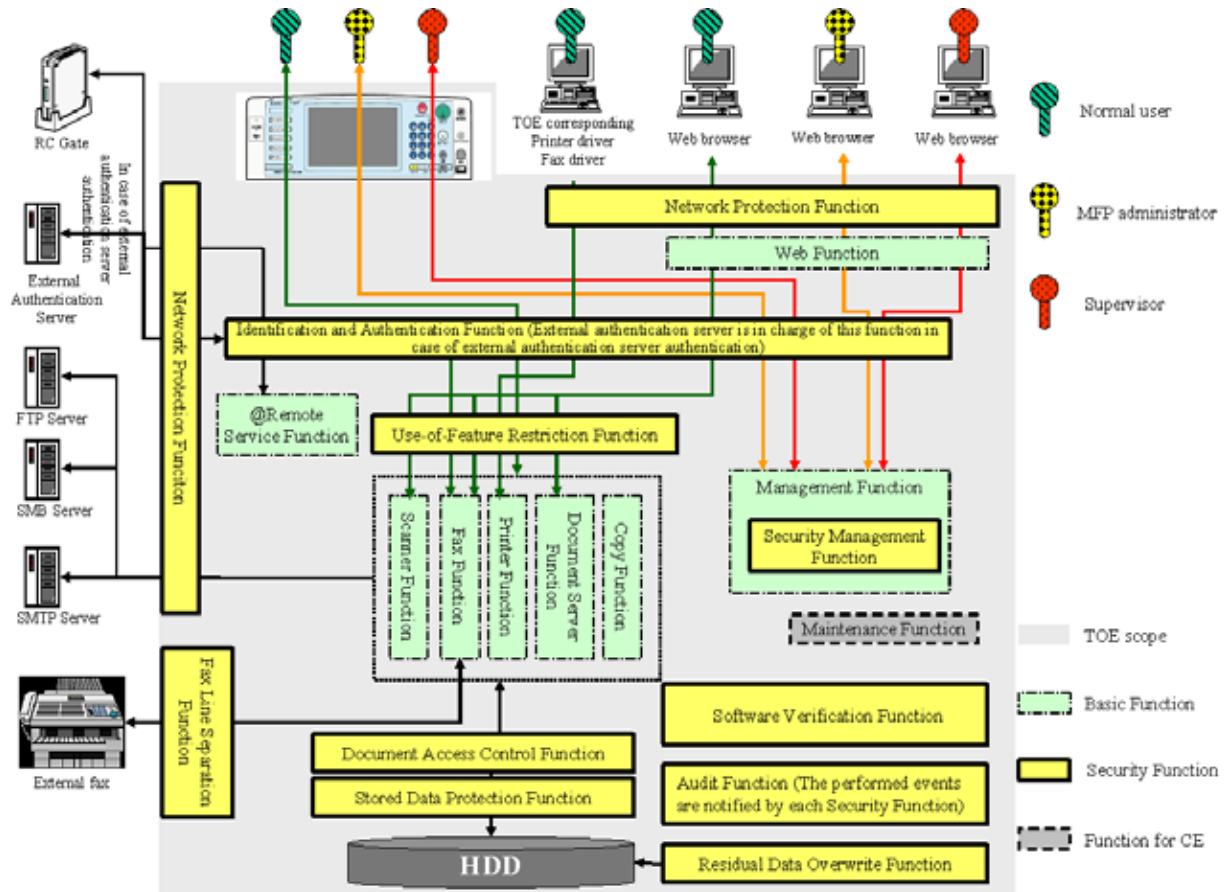 RC Gate
In case of external
authentication server
authentication
External
Authentication
Server
FTP Server
SMB Server
SMTP Server
External fax
TOE corresponding
Printer driver
Fax driver
Web browser
Web browser
Web browser
Normal user
MFP administrator
Supervisor
Network Protection Function
Web Function
Network Protection Funciton
Identification and Authentication Function (External authentication server is in charge of this function in
case of external authentication server authentication)
@Remote
Service Function
Use-of-Feature Restriction Function
Scanner Function
Fax Function
Printer Function
Document Server
Function
Copy Function
Management Function
Security Management
Function
Maintenance Function
Fax Line Separation
Function
Document Access Control Function
Stored Data Protection Function
HDD
Software Verification Function
Audit Function (The performed events
are notified by each Security Function)
Residual Data Overwrite Function
TOE scope
Basic Function
Security Function
Function for CE